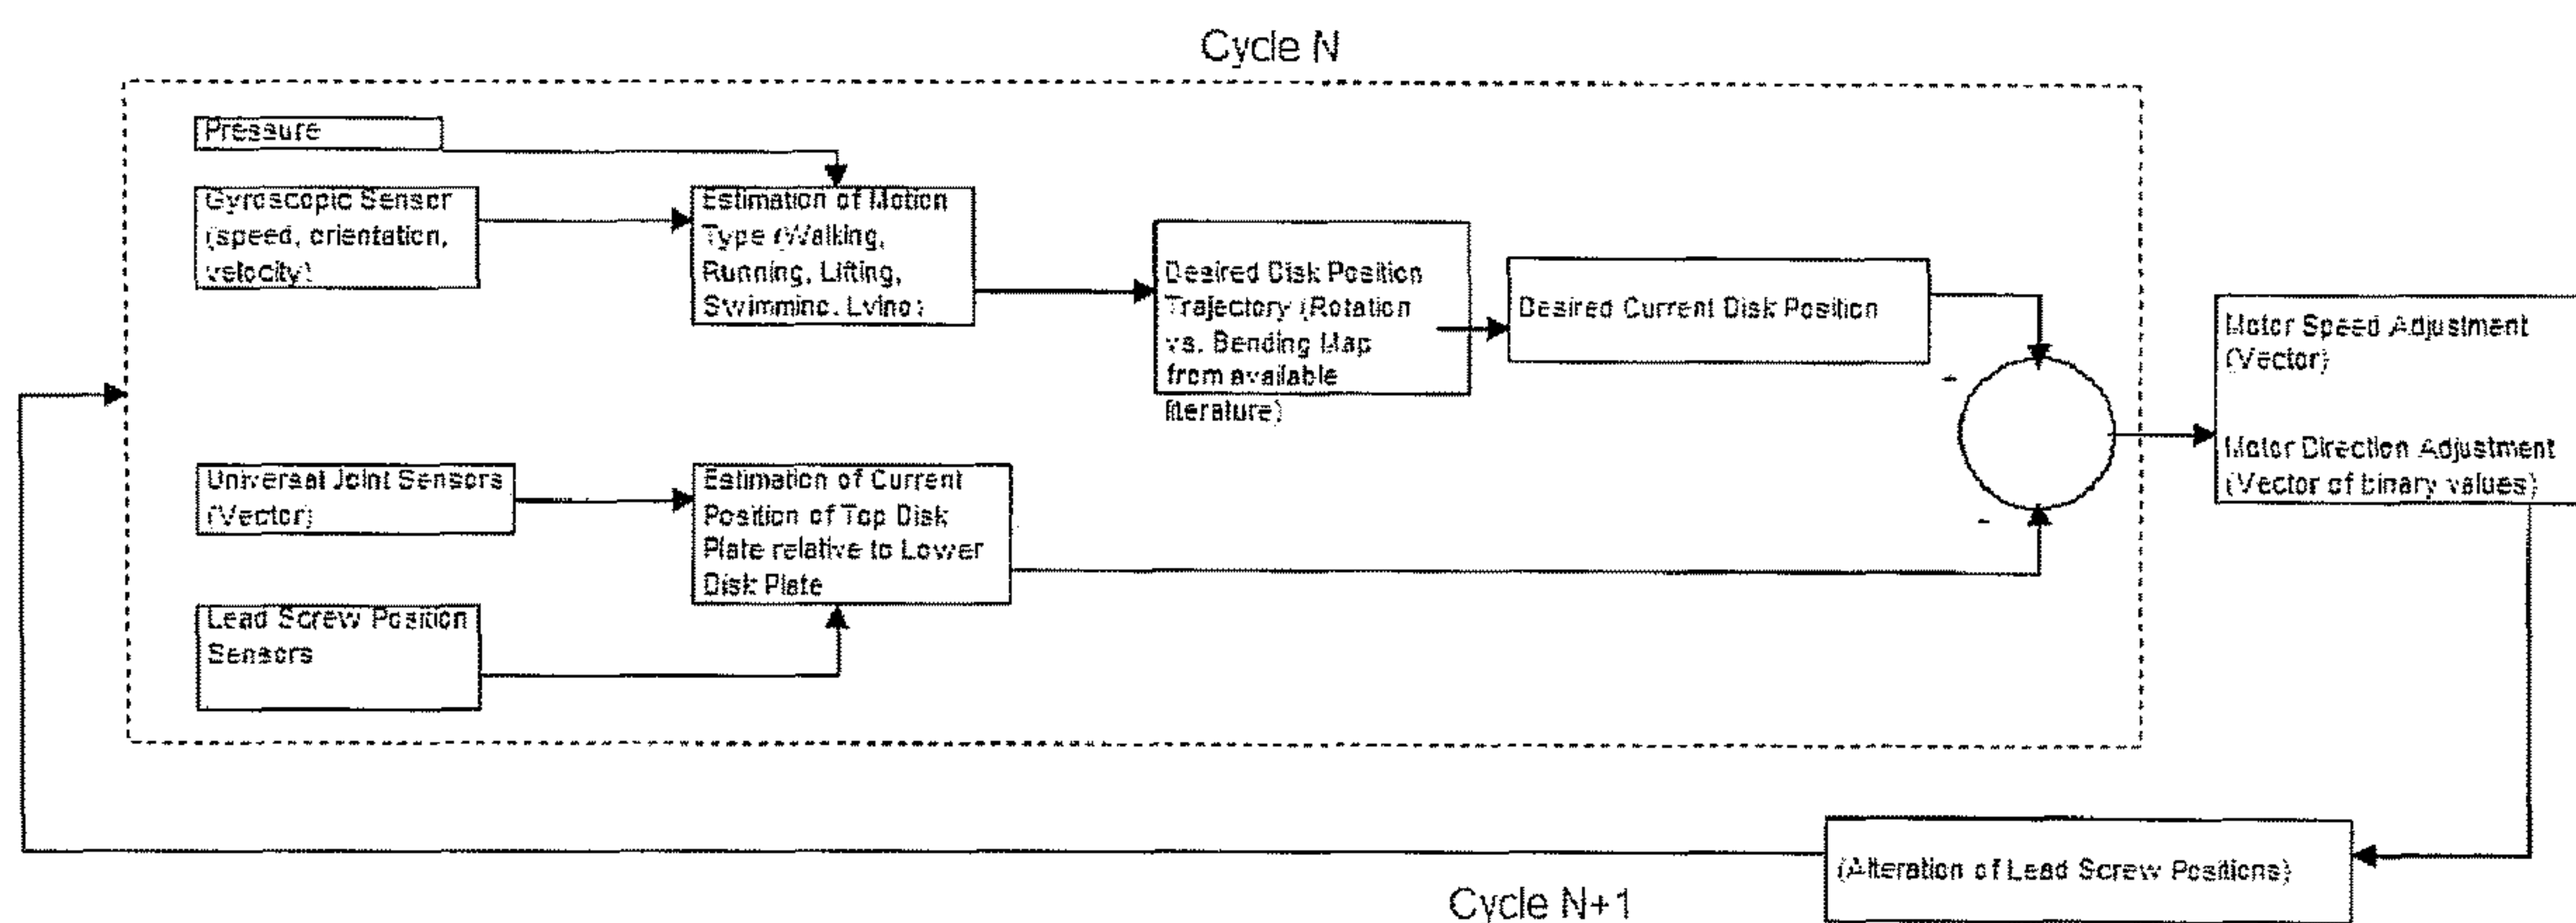 Cycle N
Pressure
Gyroscopic Sensor
(speed, orientation,
velocity)
Estimation of Motion
Type (Walking,
Running, Lifting,
Swimming, Lying)
Desired Disk Position
Trajectory (Rotation
vs. Bending Map
from available
literature)
Desired Current Disk Position
-
Motor Speed Adjustment
(Vector)
Motor Direction Adjustment
(Vector of binary values)
Universal Joint Sensors
(Vector)
Estimation of Current
Position of Top Disk
Plate relative to Lower
Disk Plate
-
Lead Screw Position
Sensors
(Alteration of Lead Screw Positions)
Cycle N+1